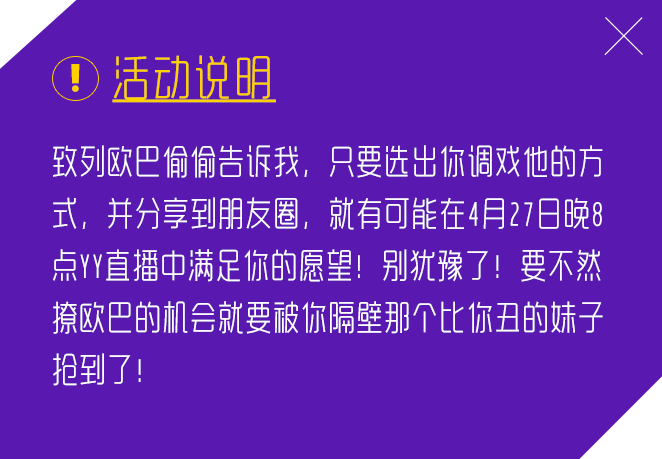 ! 活动说明
致列欧巴偷偷告诉我，只要选出你调戏他的方
式，并分享到朋友圈，就有可能在4月27日晚8
点YY直播中满足你的愿望！别犹豫了！要不然
撩欧巴的机会就要被你隔壁那个比你丑的妹子
抢到了！